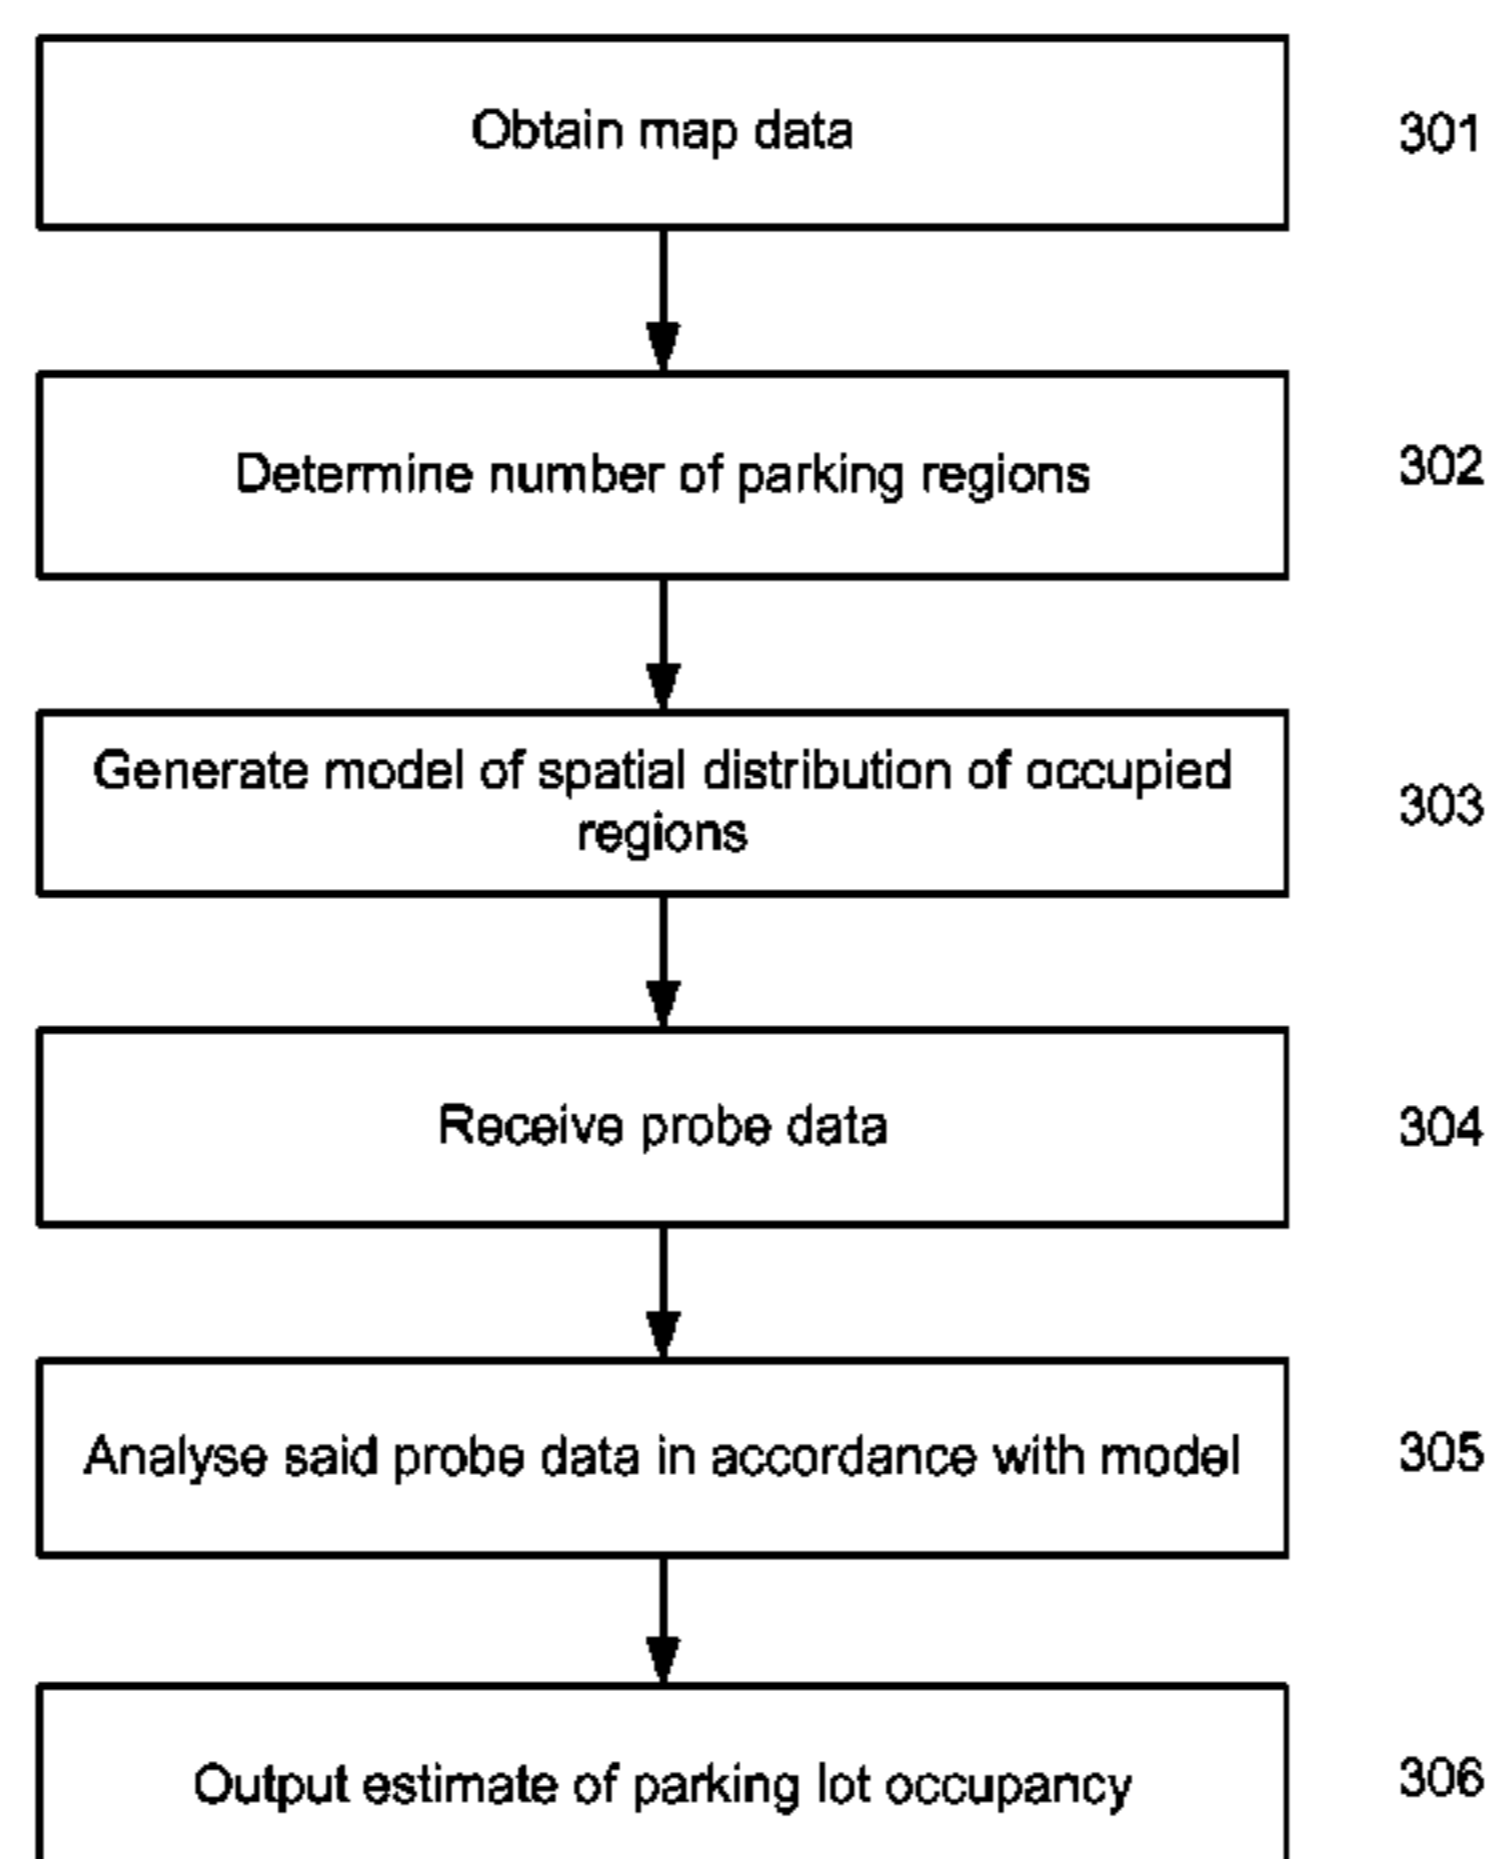 Obtain map data
301
Determine number of parking regions
302
Generate model of spatial distribution of occupied
regions
303
Receive probe data
304
Analyse said probe data in accordance with model
305
Output estimate of parking lot occupancy
306